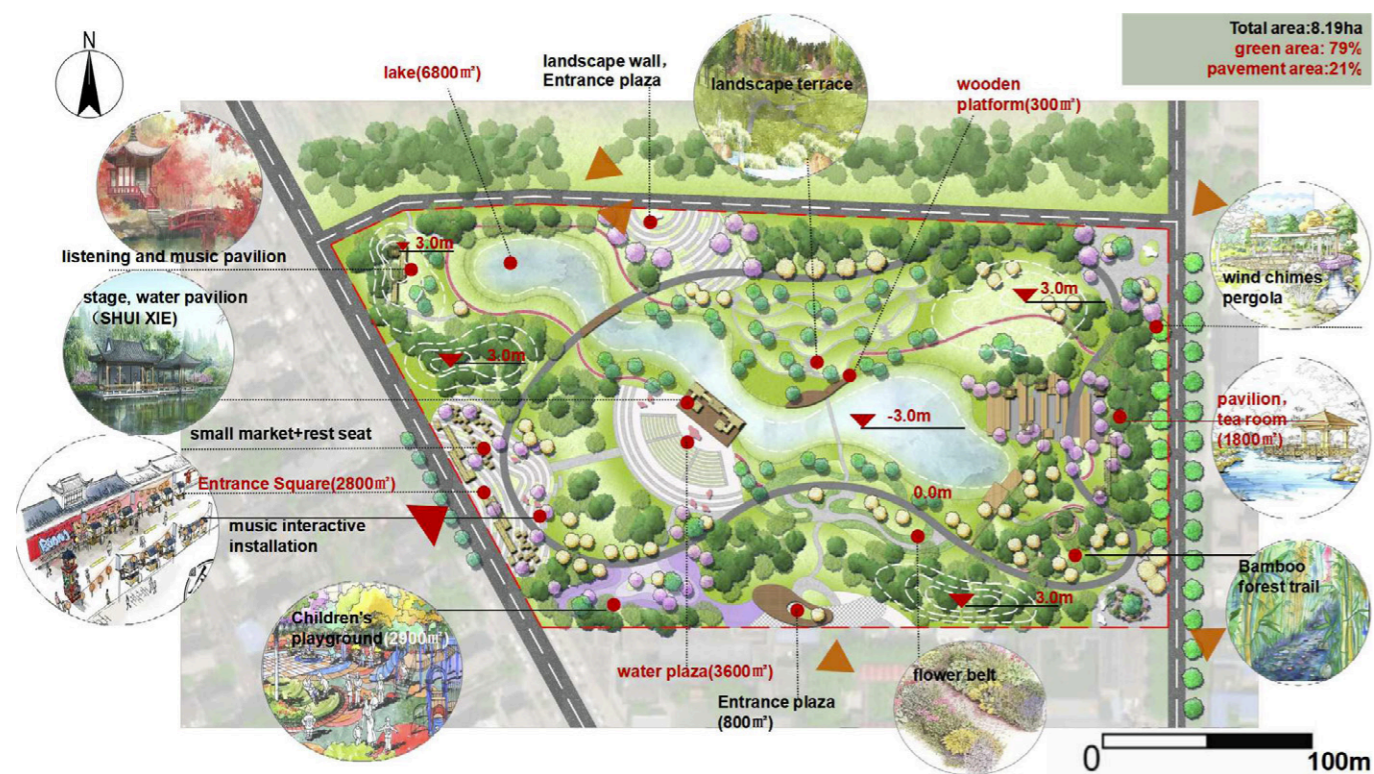 N
Total area:8.19ha
green area: 79%
pavement area:21%
lake(6800㎡)
landscape wall，
Entrance plaza
landscape terrace
wooden
platform(300㎡)
listening and music pavilion
3.0m
3.0m
wind chimes
pergola
stage, water pavilion
（SHUI XIE)
3.0m
-3.0m
pavilion，
tea room
(1800㎡)
small market+rest seat
Entrance Square(2800㎡)
0.0m
music interactive
installation
Bamboo
forest trail
3.0m
Children's
playground(2900㎡)
water plaza(3600㎡)
flower belt
Entrance plaza
(800㎡)
0
100m